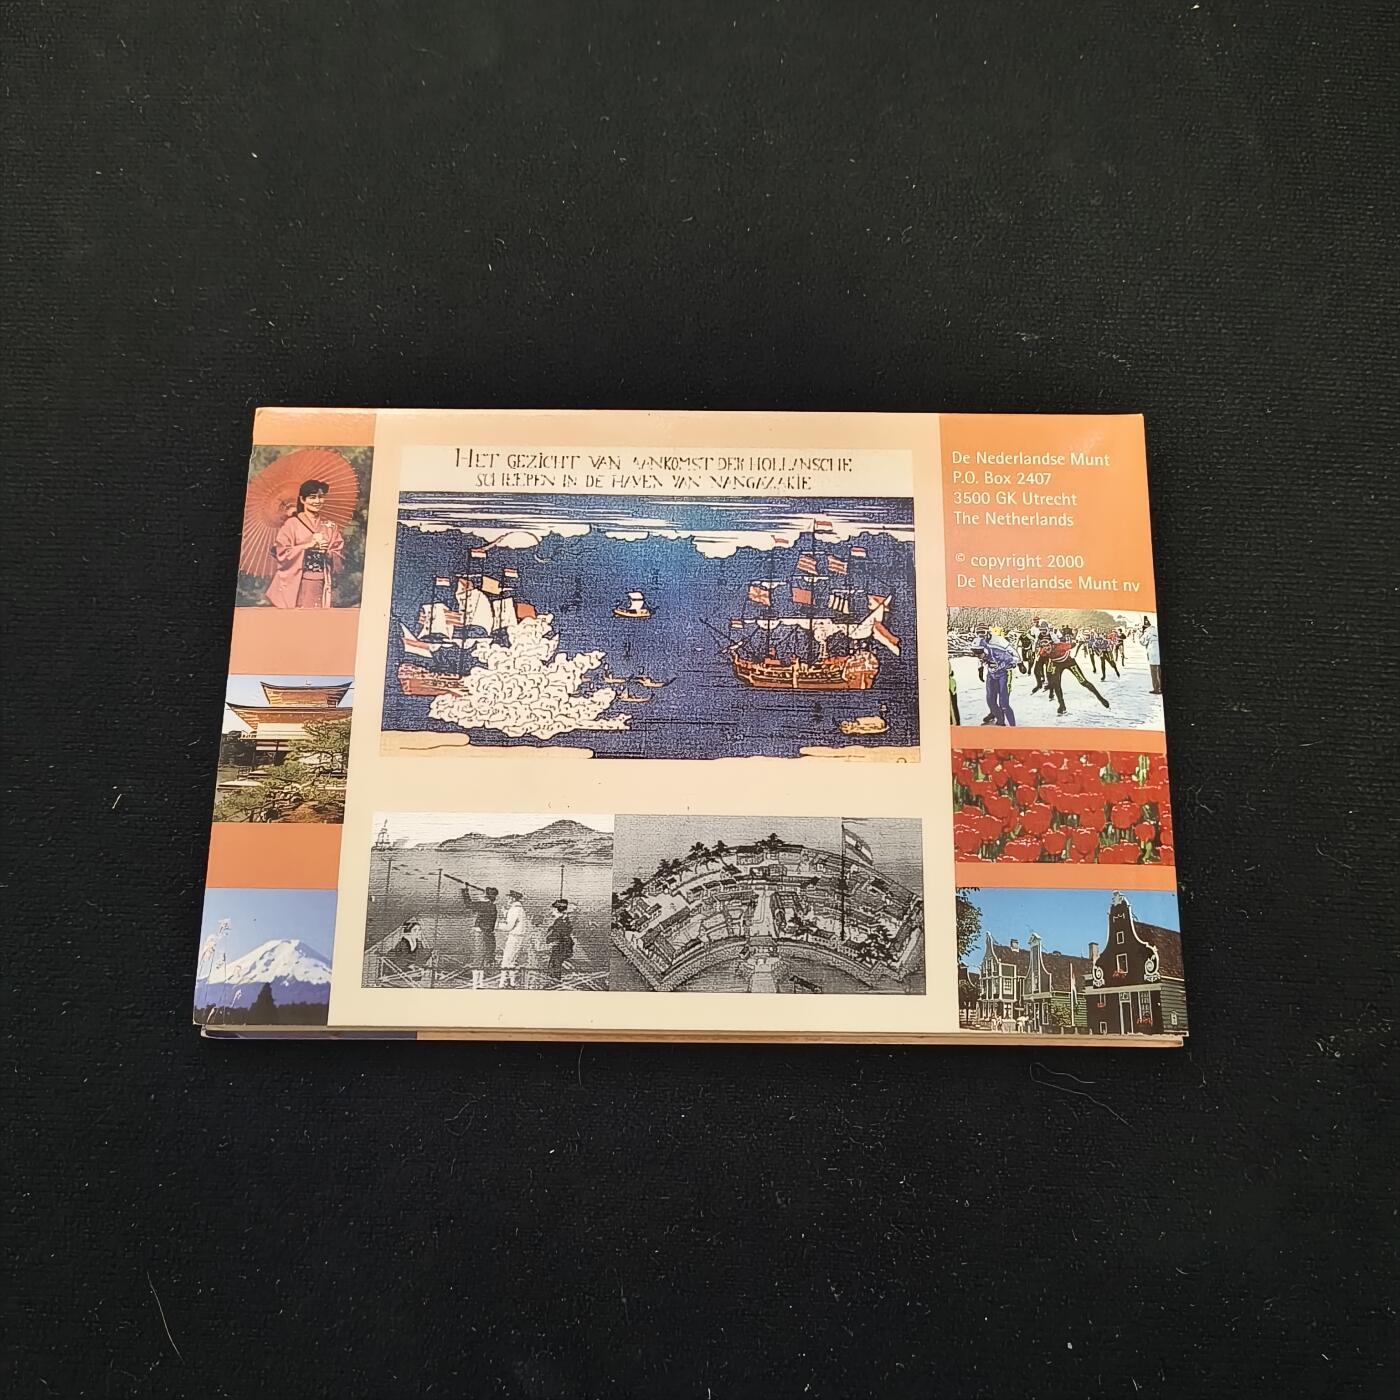 HET GEZICHT VAN AANKOMST DER HOLLANSCHE
SCHEEPEN IN DE HAVEN VAN NANGAZAKIE
De Nederlandse Munt
P.O. Box 2407
3500 GK Utrecht
The Netherlands
© copyright 2000
De Nederlandse Munt nv